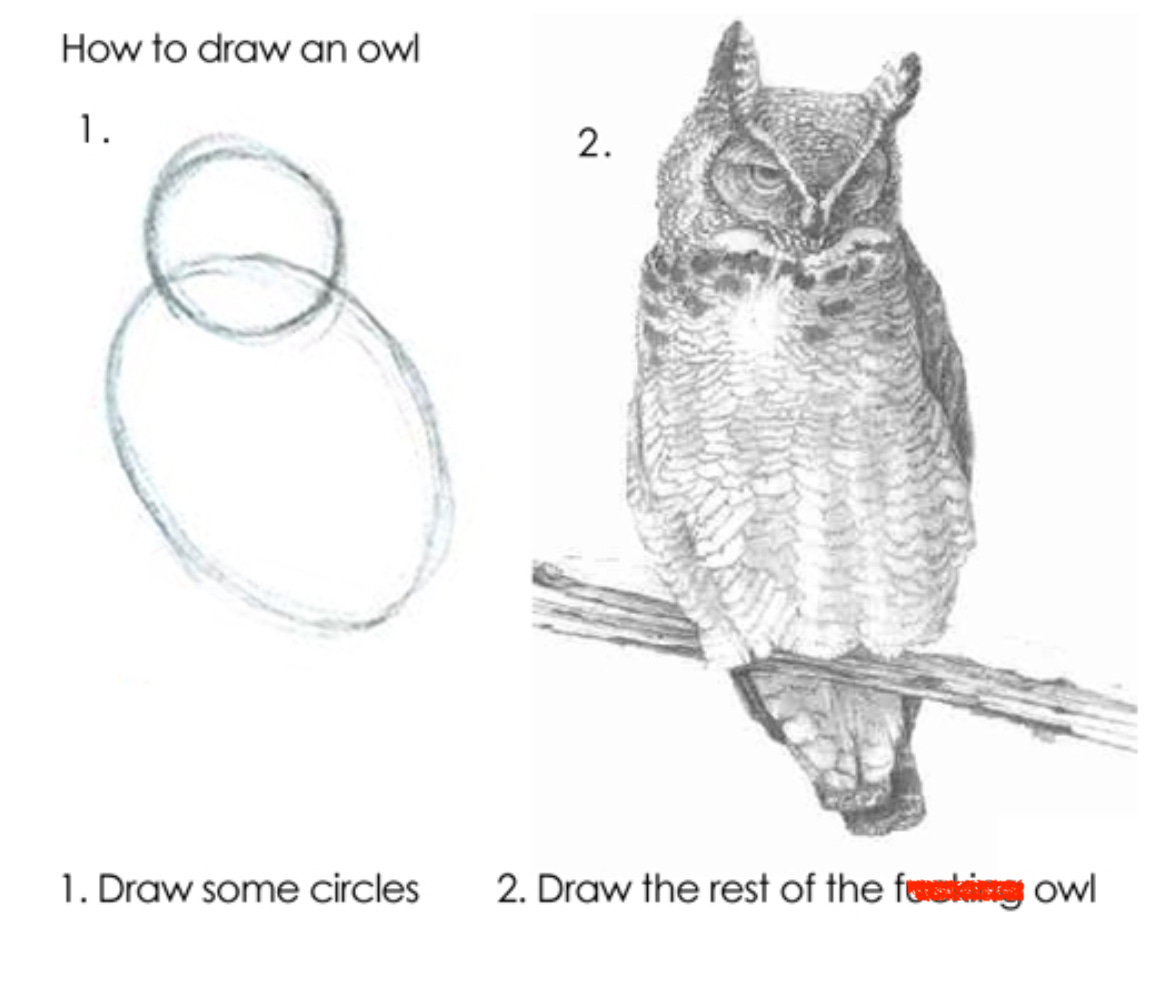 How to draw an owl
1.
2.
1. Draw some circles
2. Draw the rest of the owl